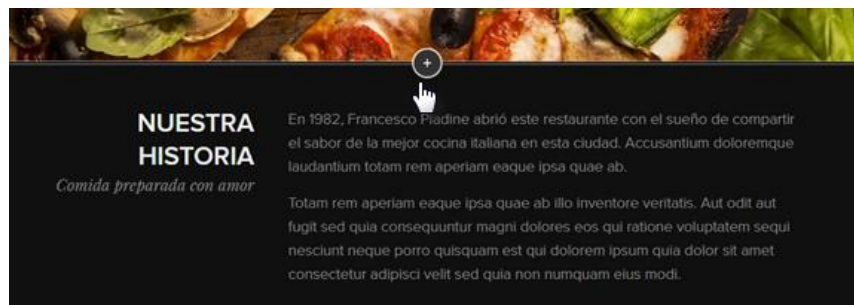 +
NUESTRA
HISTORIA
Comida preparada con amor
En 1982, Francesco Piadine abrió este restaurante con el sueño de compartir
el sabor de la mejor cocina italiana en esta ciudad. Accusantium doloremque
laudantium totam rem aperiam eaque ipsa quae ab.
Totam rem aperiam eaque ipsa quae ab illo inventore veritatis. Aut odit aut
fugit sed quia consequuntur magni dolores eos qui ratione voluptatem sequi
nesciunt neque porro quisquam est qui dolorem ipsum quia dolor sit amet
consectetur adipisci velit sed quia non numquam eius modi.